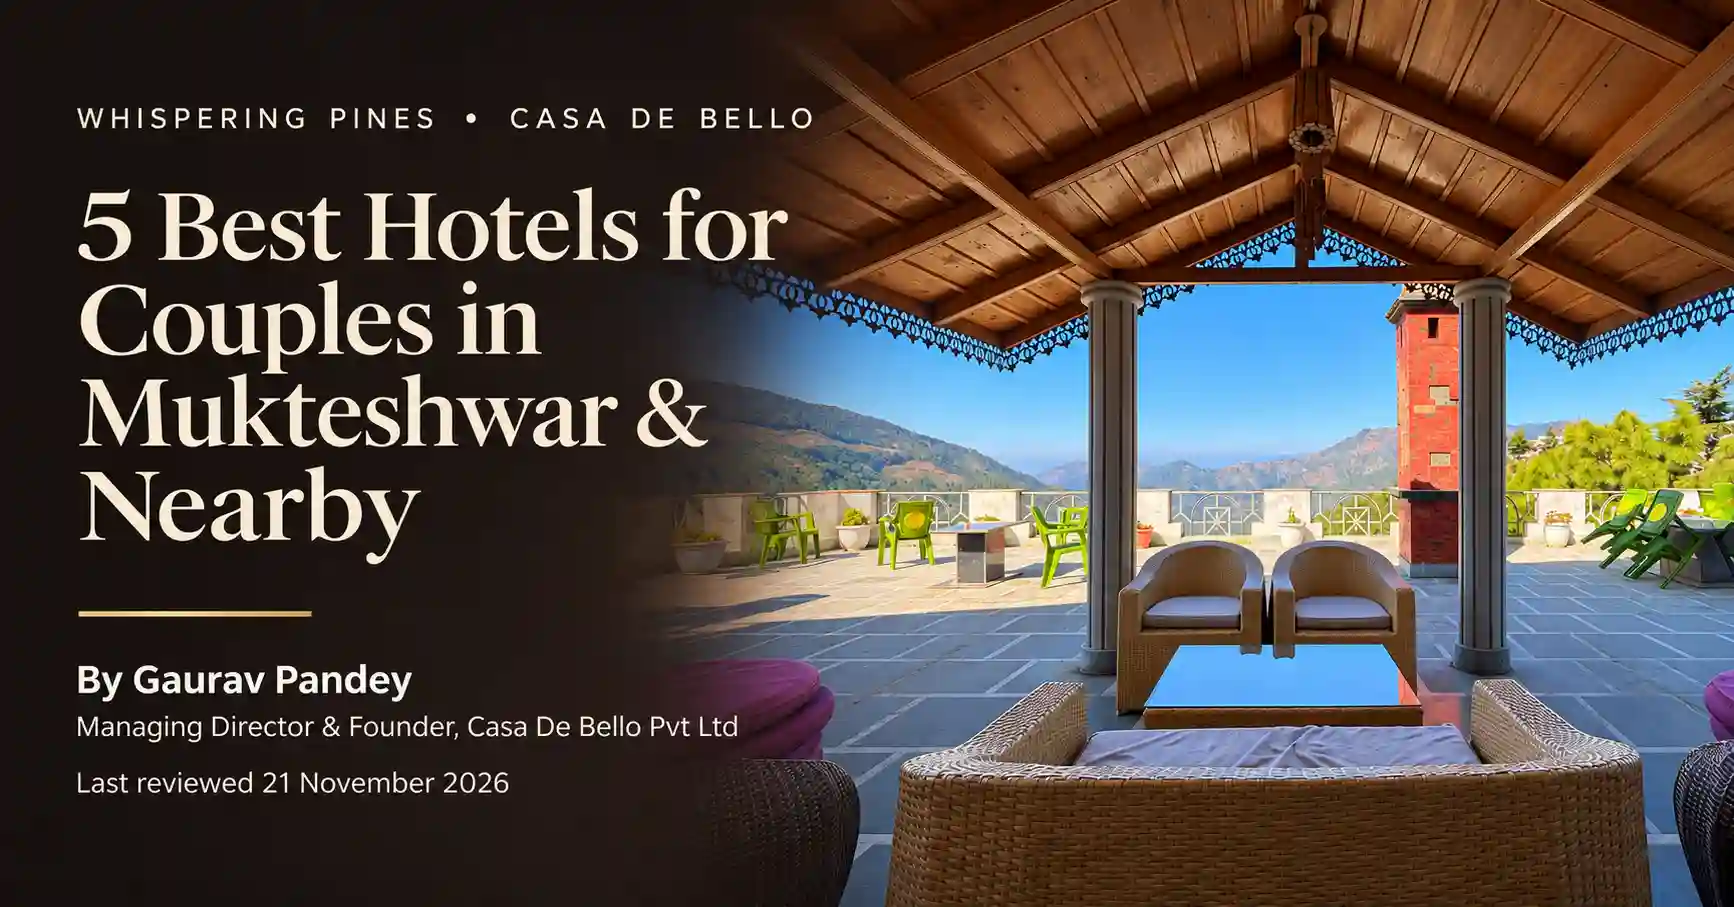 WHISPERING PINES • CASA DE BELLO
5 Best Hotels for
Couples in
Mukteshwar &
Nearby
By Gaurav Pandey
Managing Director & Founder, Casa De Bello Pvt Ltd
Last reviewed 21 November 2026